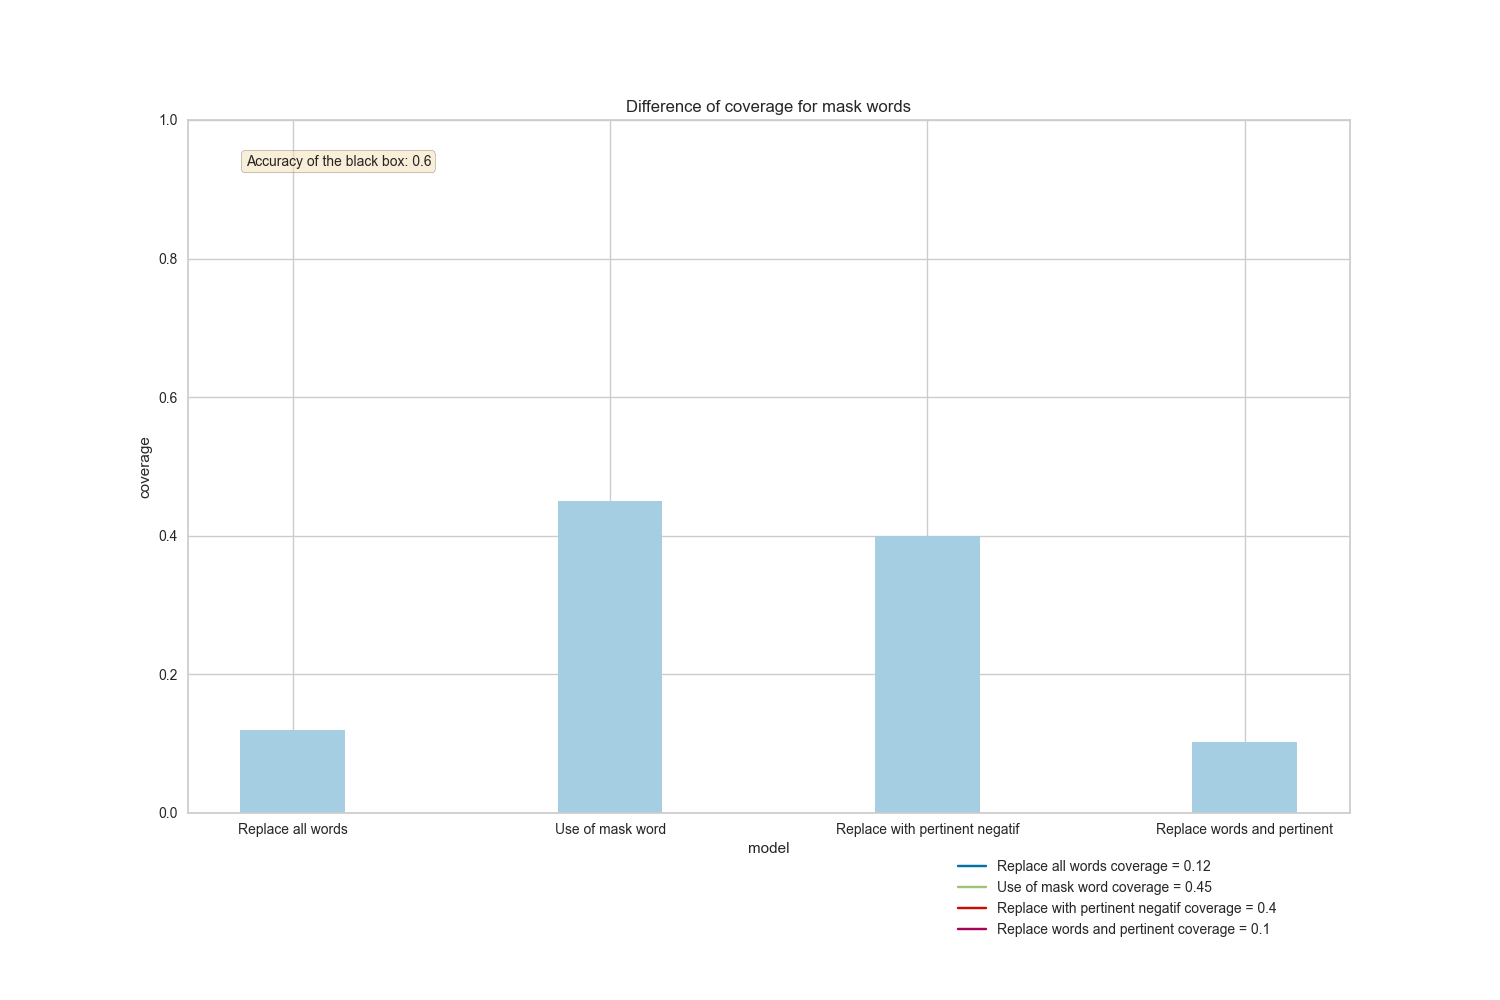 Difference of coverage for mask words
1.0
Accuracy of the black box: 0.6
0.8
0.6
coverage
0.4
0.2
0.0
Replace all words
Use of mask word
Replace with pertinent negatif
Replace words and pertinent
model
Replace all words coverage = 0.12
Use of mask word coverage = 0.45
Replace with pertinent negatif coverage = 0.4
Replace words and pertinent coverage = 0.1